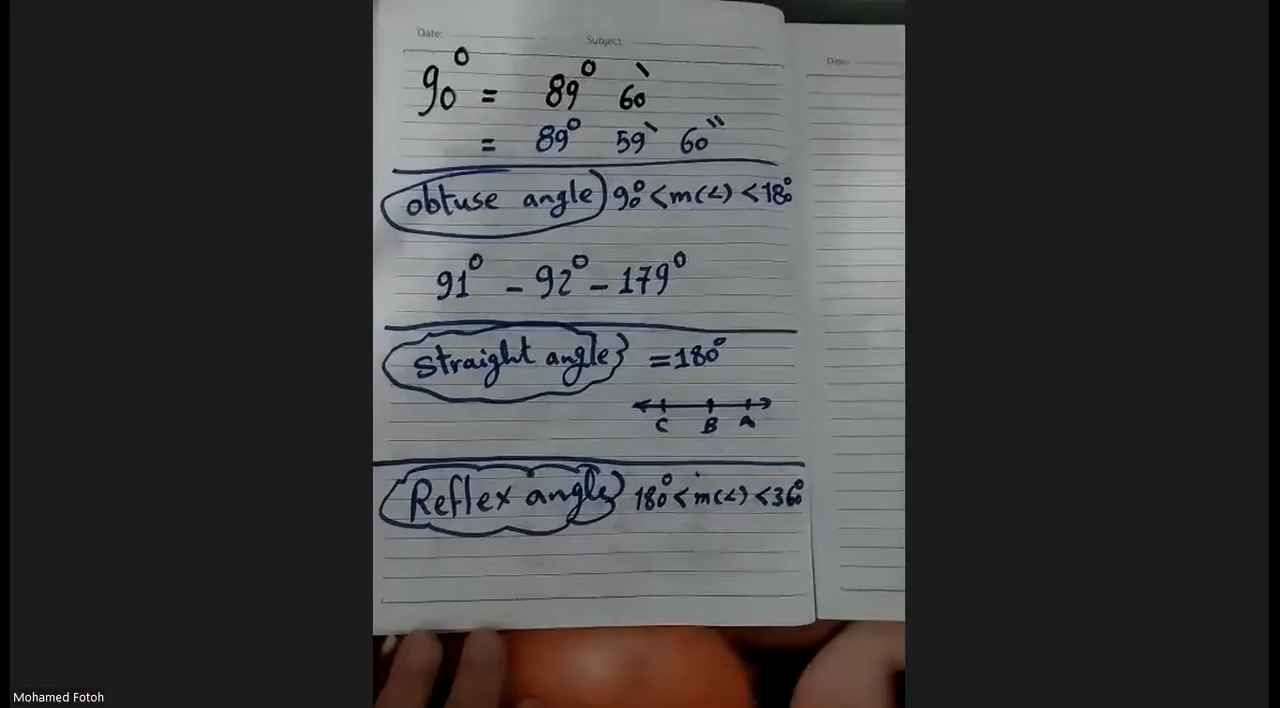 Date: Subject:
90° = 89° 60`
= 89° 59` 60"
obtuse angle 90° < m(∠) < 180°
91° - 92° - 179°
straight angle = 180°
C B A
Reflex angle 180° < m(∠) < 360°
Date:
Mohamed Fotoh